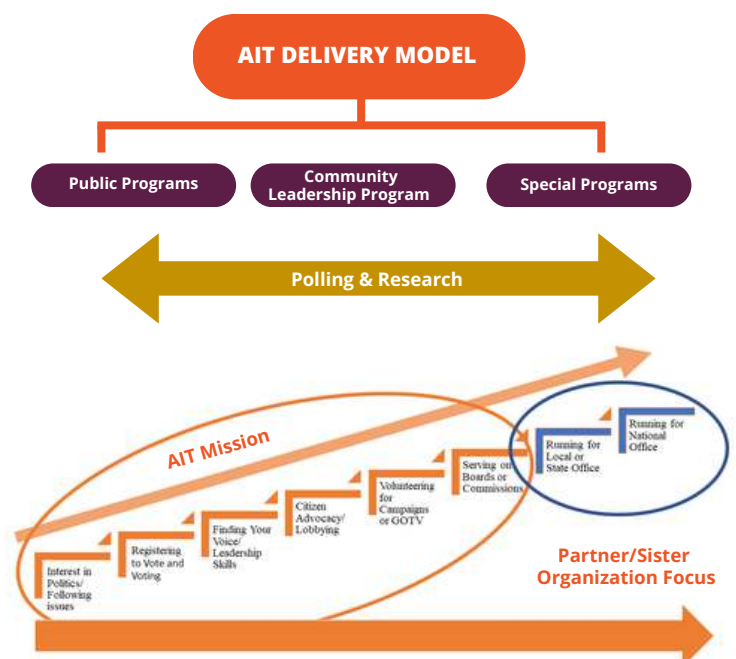 AIT DELIVERY MODEL
Public Programs
Community
Leadership Program
Special Programs
Polling & Research
AIT Mission
Interest in
Politics/
Following
issues
Registering
to Vote and
Voting
Finding Your
Voice/
Leadership
Skills
Citizen
Advocacy/
Lobbying
Volunteering
for
Campaigns
or GOTV
Serving on
Boards or
Commissions
Running for
Local or
State Office
Running for
National
Office
Partner/Sister
Organization Focus